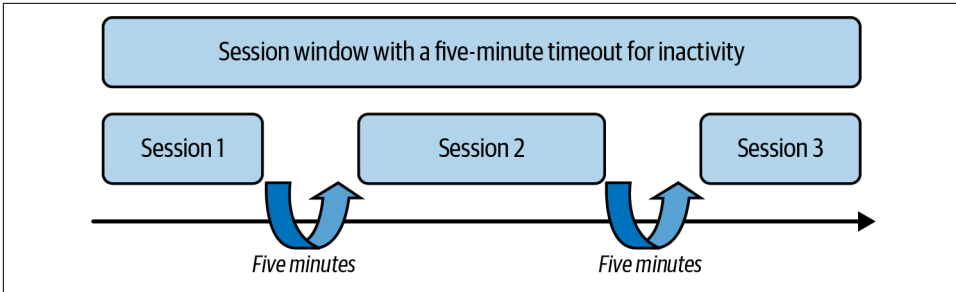 Session window with a five-minute timeout for inactivity
Session 1
Session 2
Session 3
Five minutes
Five minutes